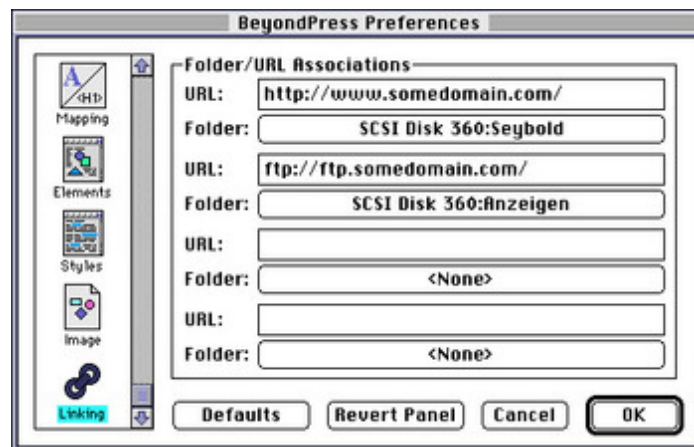 BeyondPress Preferences
A
<H1>
Mapping
Elements
Styles
Image
Linking
Folder/URL Associations
URL: http://www.somedomain.com/
Folder: SCSI Disk 360:Seybold
URL: ftp://ftp.somedomain.com/
Folder: SCSI Disk 360:Anzeigen
URL:
Folder: <None>
URL:
Folder: <None>
Defaults Revert Panel Cancel OK